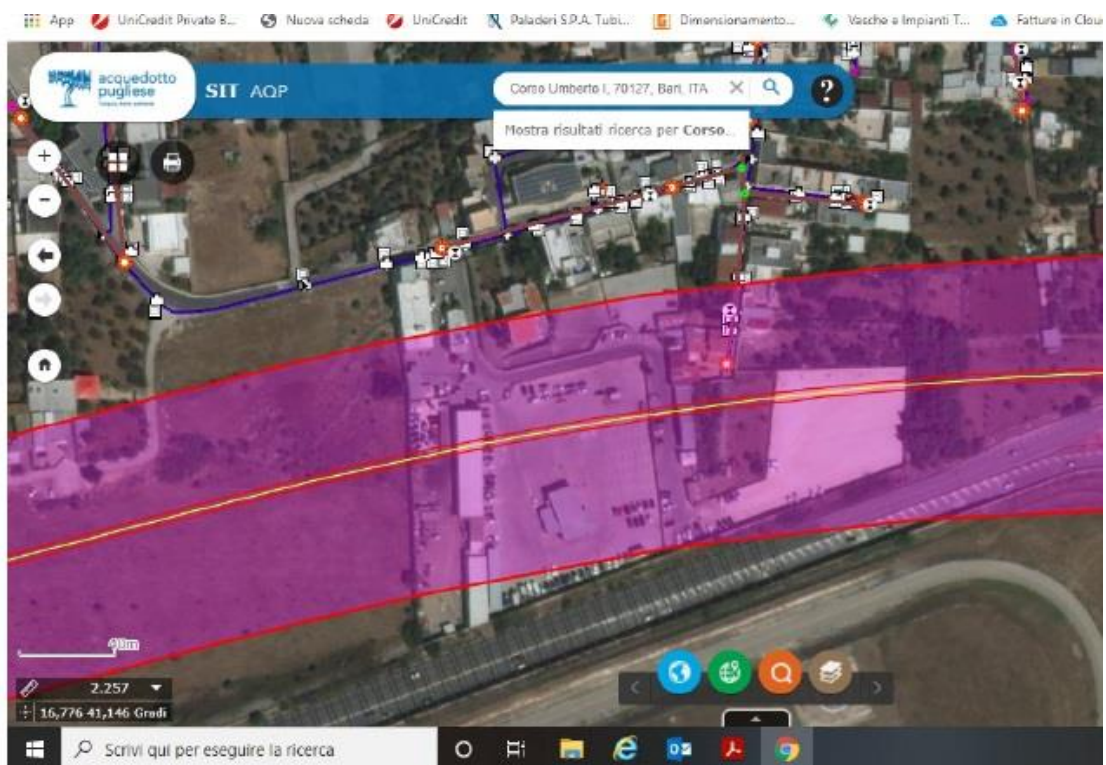 App UniCredit Private B... Nuova scheda UniCredit Paladeri S.P.A. Tubi... Dimensionamento... Vasche e Impianti T... Fatture in Clou
acquedotto
pugliese
SIT AQP
Corso Umberto I, 70127, Bari, ITA
?
Mostra risultati ricerca per Corso...
2.257
16,776 41,146 Gradi
Scrivi qui per eseguire la ricerca